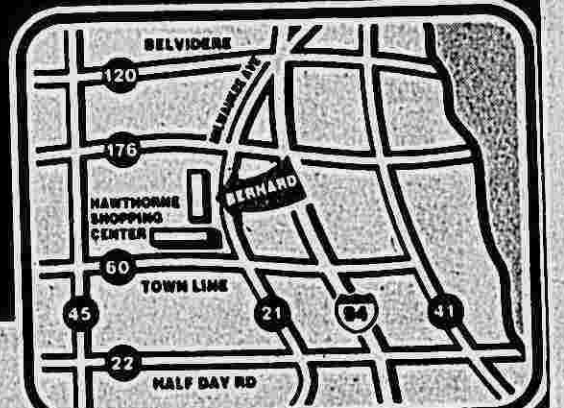 BELVIDERE
120
MILWAUKEE AVE
176
BERNARD
HAWTHORNE
SHOPPING
CENTER
60
TOWN LINE
45
21
94
41
22
HALF DAY RD